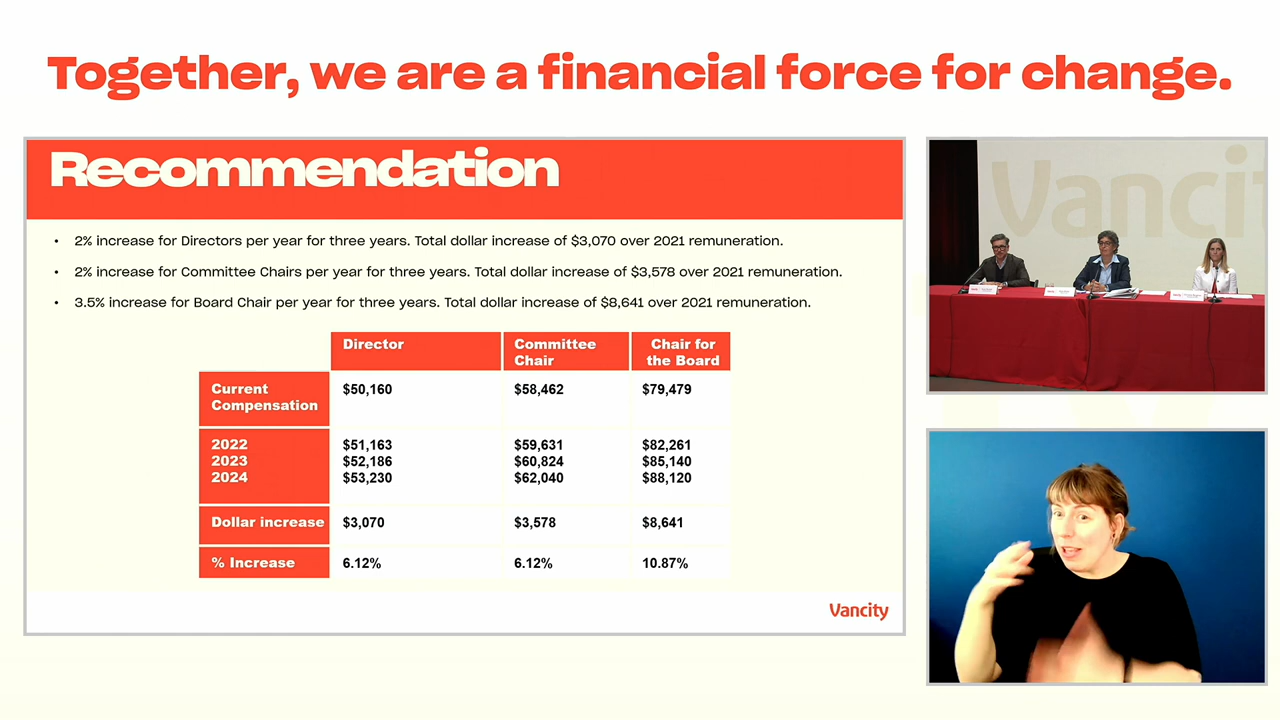 Together, we are a financial force for change.
Recommendation
• 2% increase for Directors per year for three years. Total dollar increase of $3,070 over 2021 remuneration.
• 2% increase for Committee Chairs per year for three years. Total dollar increase of $3,578 over 2021 remuneration.
• 3.5% increase for Board Chair per year for three years. Total dollar increase of $8,641 over 2021 remuneration.
Director Committee Chair Chair for the Board
Current Compensation $50,160 $58,462 $79,479
2022 $51,163 $59,631 $82,261
2023 $52,186 $60,824 $85,140
2024 $53,230 $62,040 $88,120
Dollar increase $3,070 $3,578 $8,641
% Increase 6.12% 6.12% 10.87%
Vancity
Vancit